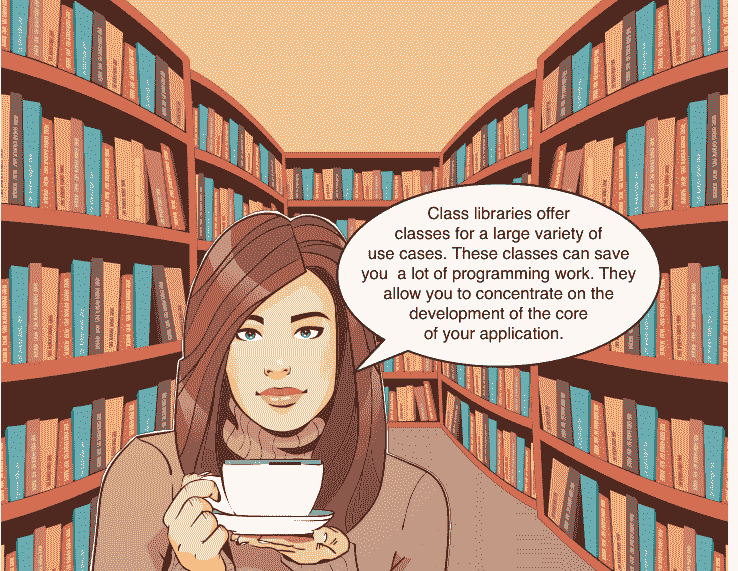 Class libraries offer
classes for a large variety of
use cases. These classes can save
you a lot of programming work. They
allow you to concentrate on the
development of the core
of your application.